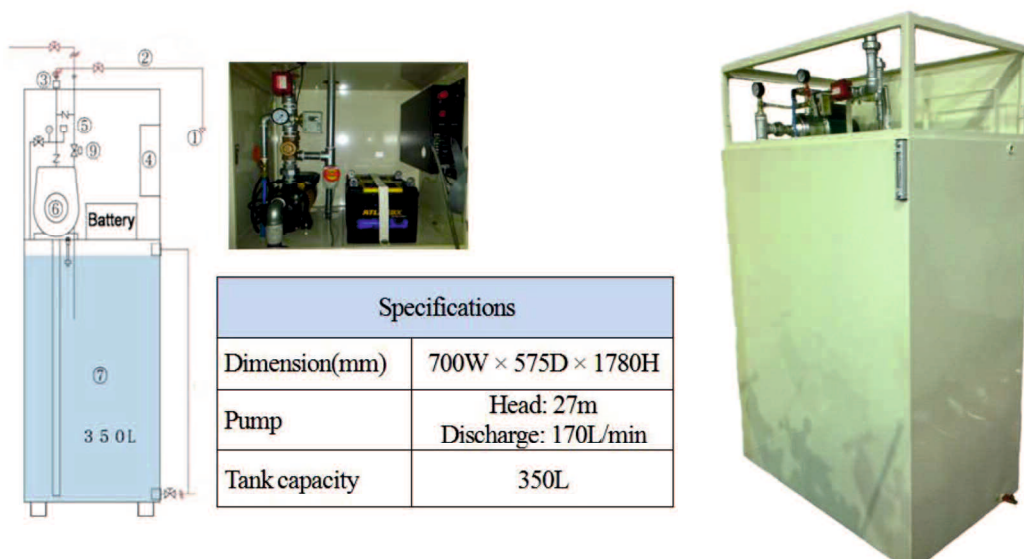 ②
③
①
⑤
④
⑨
⑥
Battery
⑦
350L
ATLASBX
Specifications
Dimension(mm) 700W × 575D × 1780H
Pump Head: 27m
Discharge: 170L/min
Tank capacity 350L